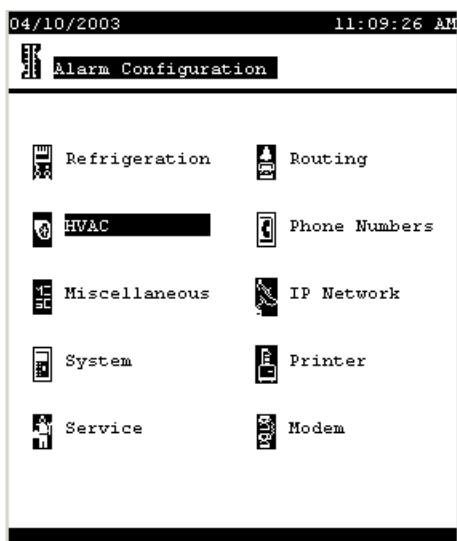 04/10/2003 11:09:26 AM
Alarm Configuration
Refrigeration Routing
HVAC Phone Numbers
Miscellaneous IP Network
System Printer
Service Modem